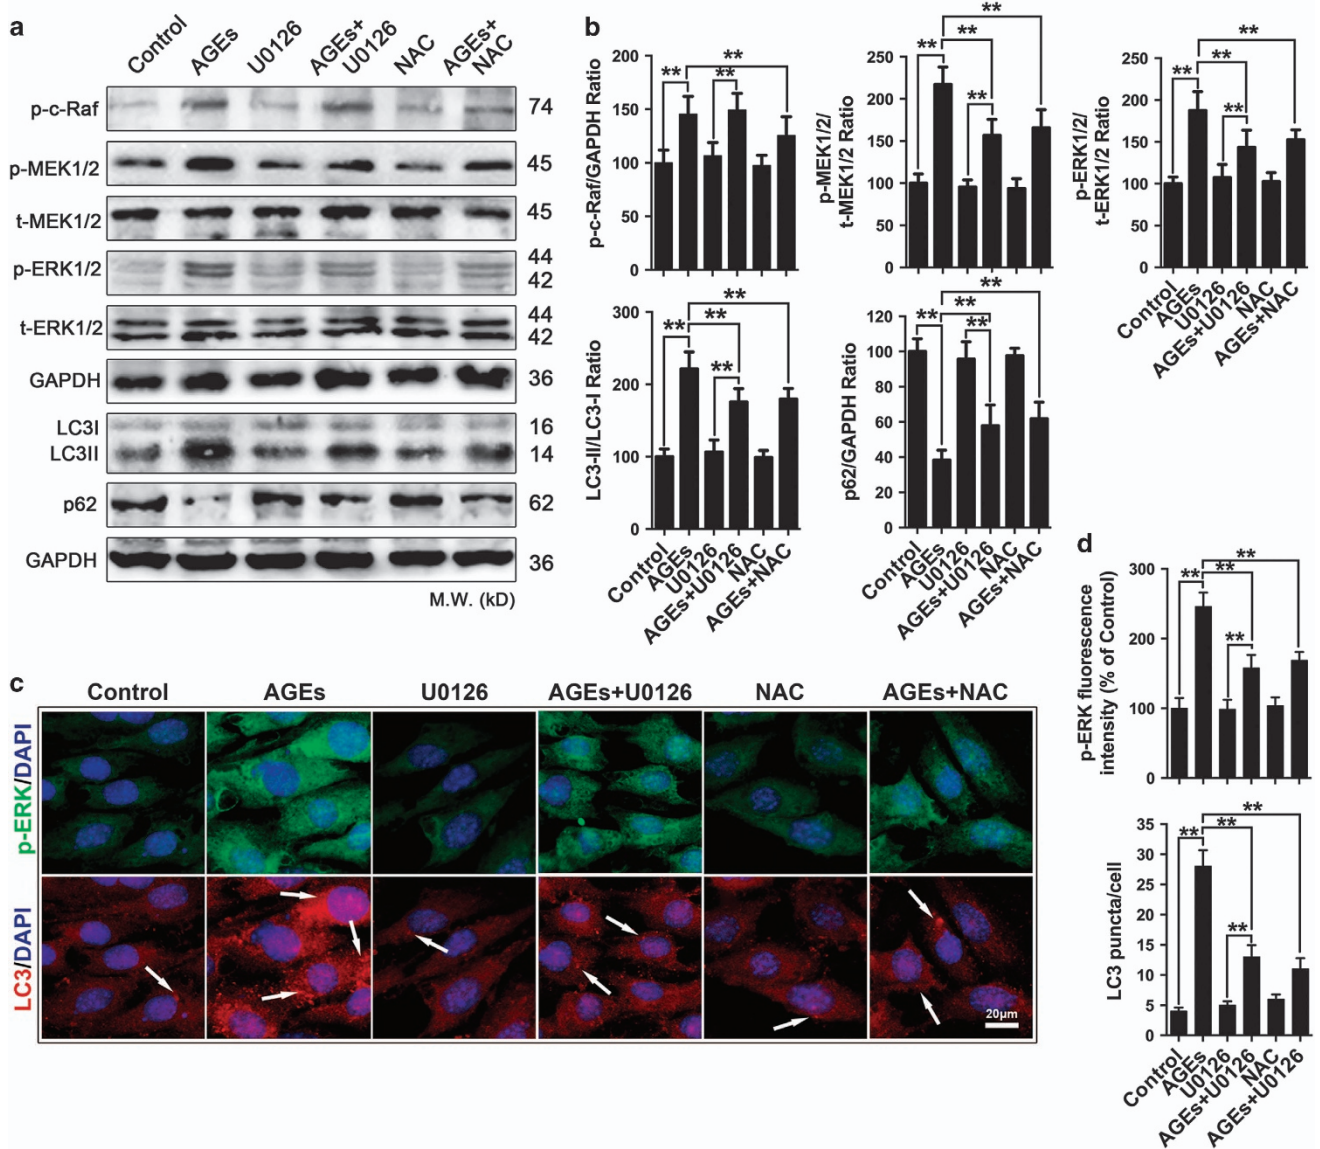 a
Control
AGEs
U0126
AGEs+
U0126
NAC
AGEs+
NAC
p-c-Raf 74
p-MEK1/2 45
t-MEK1/2 45
p-ERK1/2 44
42
t-ERK1/2 44
42
GAPDH 36
LC3I 16
LC3II 14
p62 62
GAPDH 36
M.W. (kD)
b
p-c-Raf/GAPDH Ratio
200
150
100
50
0
** ** **
p-MEK1/2/
t-MEK1/2 Ratio
250
200
150
100
50
0
** ** ** **
p-ERK1/2/
t-ERK1/2 Ratio
250
200
150
100
50
0
** ** ** **
Control
AGEs
U0126
AGEs+U0126
NAC
AGEs+NAC
LC3-II/LC3-I Ratio
300
200
100
0
** ** ** **
Control
AGEs
U0126
AGEs+U0126
NAC
AGEs+NAC
p62/GAPDH Ratio
120
100
80
60
40
20
0
** ** ** **
Control
AGEs
U0126
AGEs+U0126
NAC
AGEs+NAC
c
Control AGEs U0126 AGEs+U0126 NAC AGEs+NAC
p-ERK/DAPI
LC3/DAPI
20μm
d
p-ERK fluorescence
intensity (% of Control)
300
200
100
0
** ** ** **
LC3 puncta/cell
35
30
25
20
15
10
5
0
** ** ** **
Control
AGEs
U0126
AGEs+U0126
NAC
AGEs+U0126